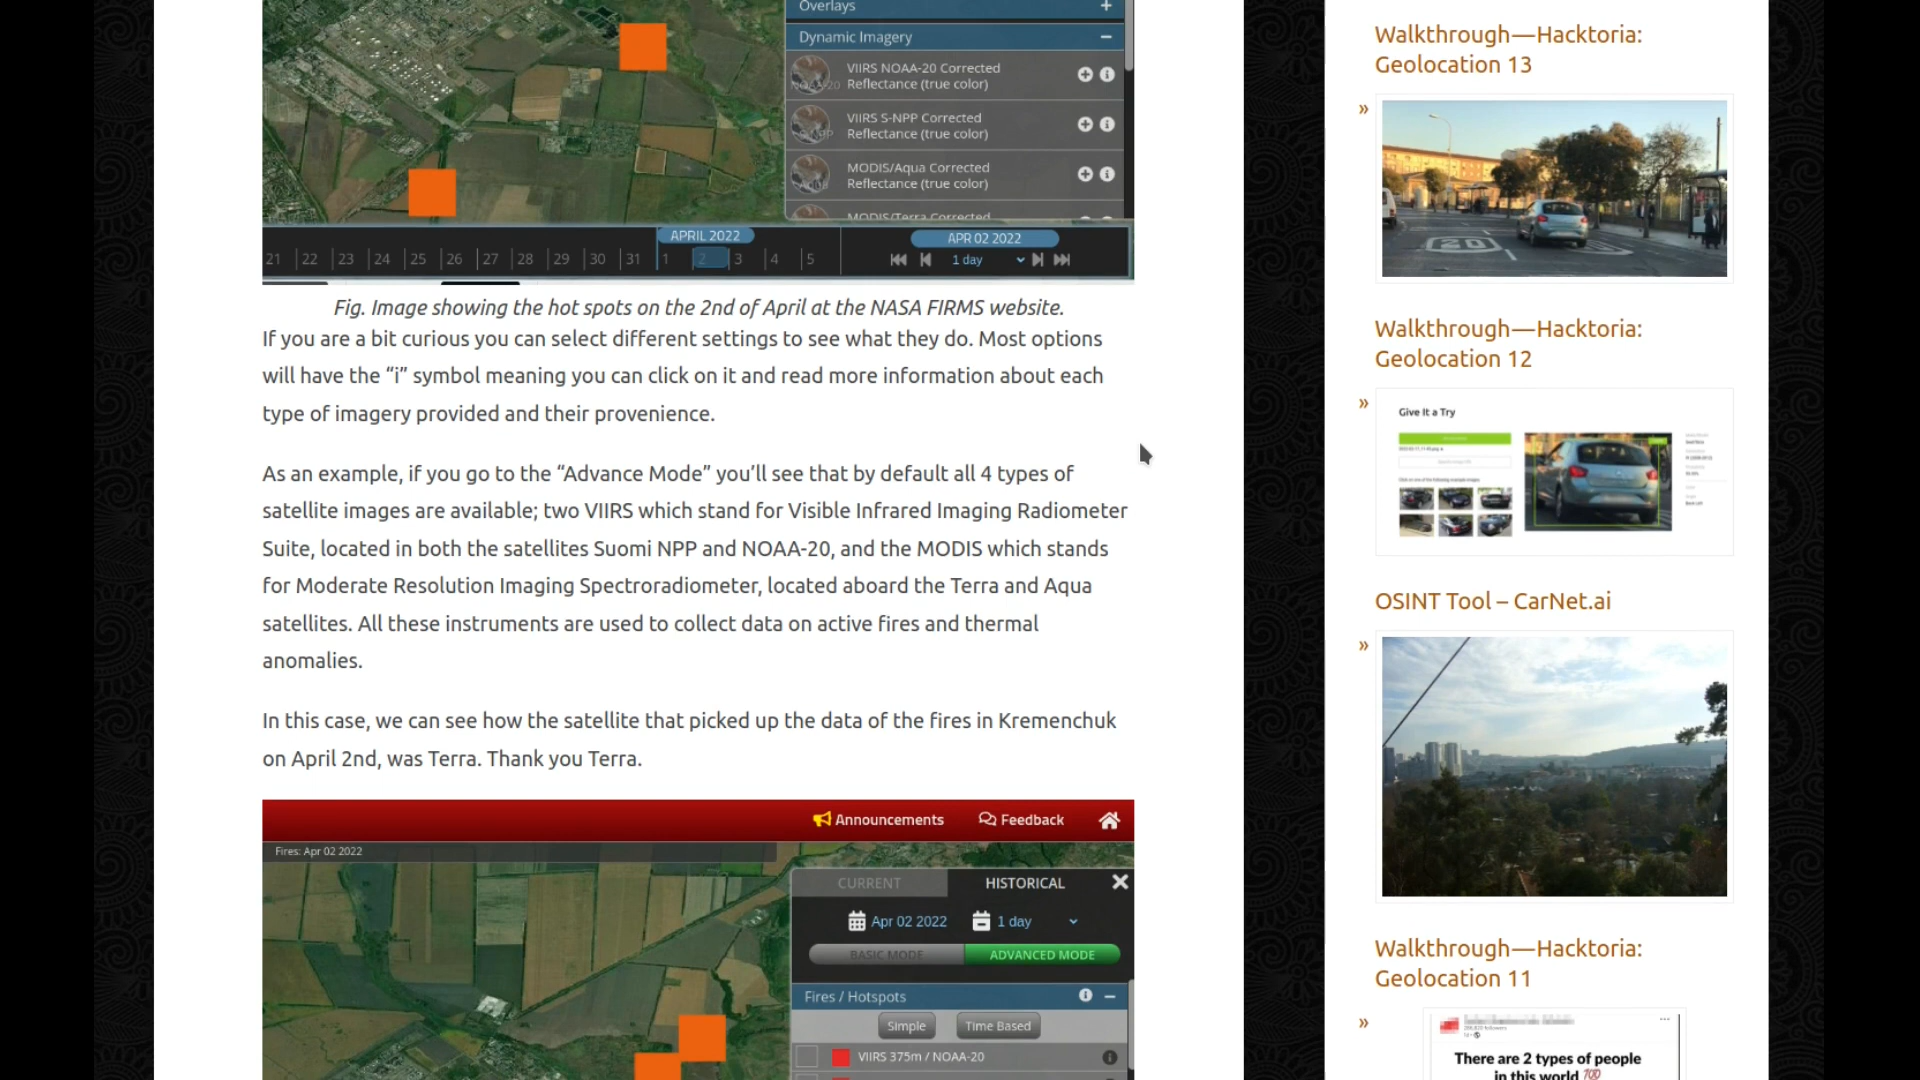 Overlays
Dynamic Imagery
VIIRS NOAA-20 Corrected
Reflectance (true color)
VIIRS S-NPP Corrected
Reflectance (true color)
MODIS/Aqua Corrected
Reflectance (true color)
MODIS/Terra Corrected
APRIL 2022
21 22 23 24 25 26 27 28 29 30 31 1 2 3 4 5
APR 02 2022
1 day
Fig. Image showing the hot spots on the 2nd of April at the NASA FIRMS website.
If you are a bit curious you can select different settings to see what they do. Most options
will have the “i” symbol meaning you can click on it and read more information about each
type of imagery provided and their provenience.
As an example, if you go to the “Advance Mode” you’ll see that by default all 4 types of
satellite images are available; two VIIRS which stand for Visible Infrared Imaging Radiometer
Suite, located in both the satellites Suomi NPP and NOAA-20, and the MODIS which stands
for Moderate Resolution Imaging Spectroradiometer, located aboard the Terra and Aqua
satellites. All these instruments are used to collect data on active fires and thermal
anomalies.
In this case, we can see how the satellite that picked up the data of the fires in Kremenchuk
on April 2nd, was Terra. Thank you Terra.
Announcements Feedback
Fires: Apr 02 2022
CURRENT HISTORICAL
Apr 02 2022 1 day
BASIC MODE ADVANCED MODE
Fires / Hotspots
Simple Time Based
VIIRS 375m / NOAA-20
Walkthrough—Hacktoria:
Geolocation 13
»
20
Walkthrough—Hacktoria:
Geolocation 12
»
Give It a Try
OSINT Tool – CarNet.ai
»
Walkthrough—Hacktoria:
Geolocation 11
»
There are 2 types of people
in this world 💯